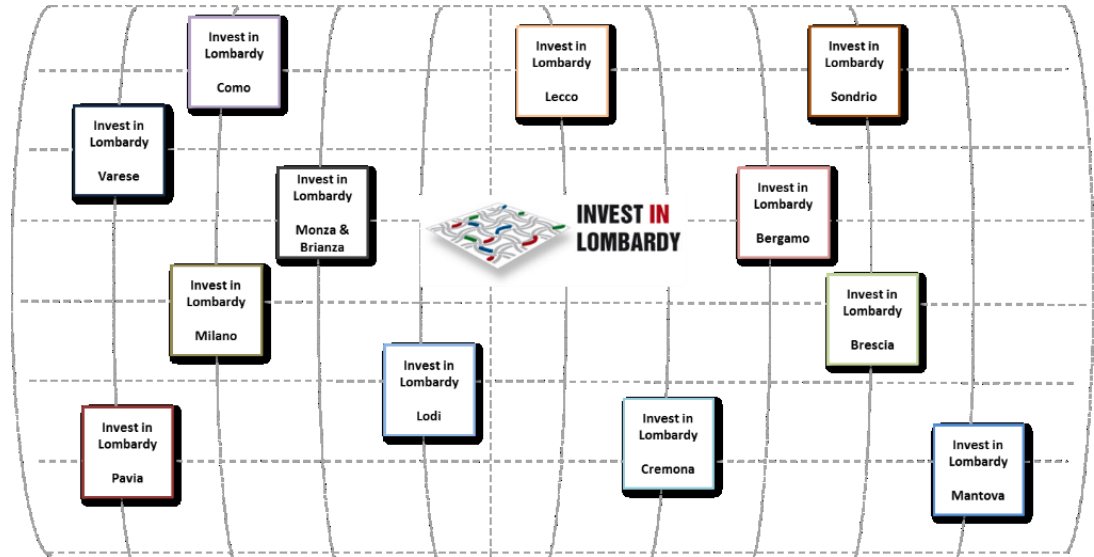 Invest in
Lombardy
Como
Invest in
Lombardy
Lecco
Invest in
Lombardy
Sondrio
Invest in
Lombardy
Varese
Invest in
Lombardy
Monza &
Brianza
INVEST IN
LOMBARDY
Invest in
Lombardy
Bergamo
Invest in
Lombardy
Milano
Invest in
Lombardy
Brescia
Invest in
Lombardy
Lodi
Invest in
Lombardy
Pavia
Invest in
Lombardy
Cremona
Invest in
Lombardy
Mantova